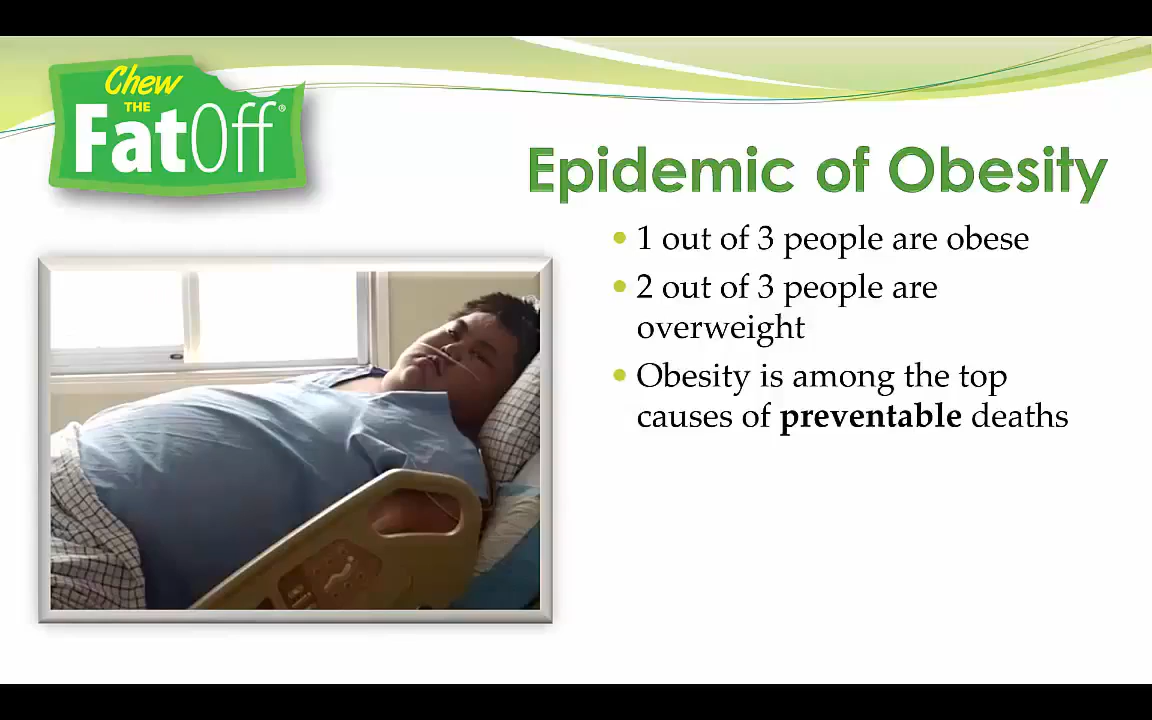 Chew
THE
FatOff®
Epidemic of Obesity
• 1 out of 3 people are obese
• 2 out of 3 people are
overweight
• Obesity is among the top
causes of preventable deaths